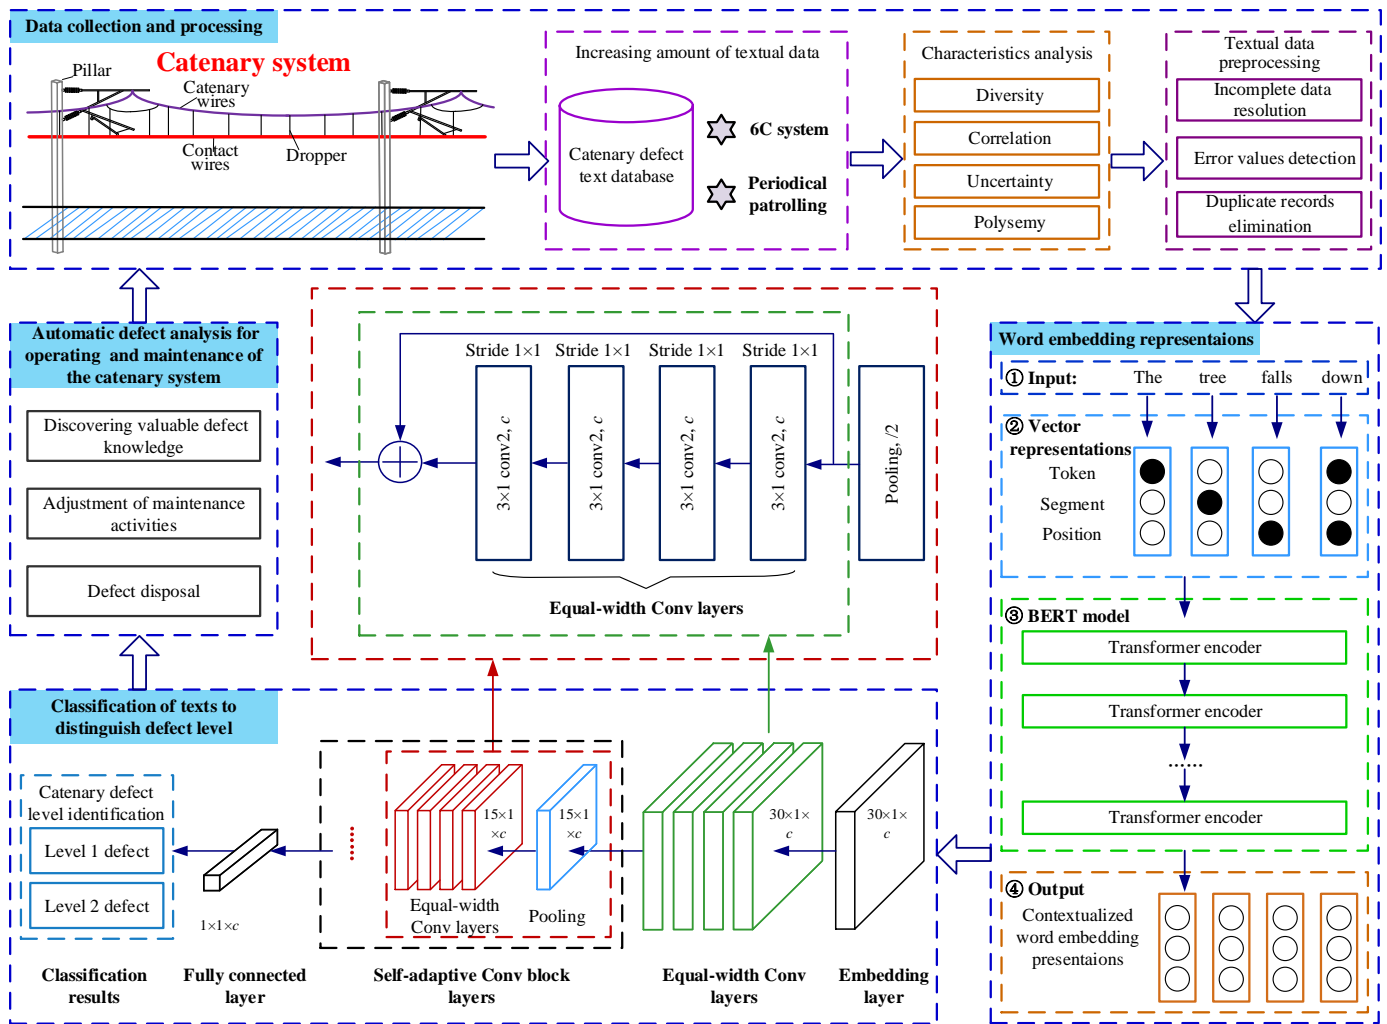 Data collection and processing
Catenary system
Pillar
Catenary
wires
Contact
wires
Dropper
Increasing amount of textual data
Catenary defect
text database
6C system
Periodical
patrolling
Characteristics analysis
Diversity
Correlation
Uncertainty
Polysemy
Textual data
preprocessing
Incomplete data
resolution
Error values detection
Duplicate records
elimination
Automatic defect analysis for
operating and maintenance of
the catenary system
Discovering valuable defect
knowledge
Adjustment of maintenance
activities
Defect disposal
Stride 1×1
Stride 1×1
Stride 1×1
Stride 1×1
3×1 conv2, c
3×1 conv2, c
3×1 conv2, c
3×1 conv2, c
Pooling, /2
Equal-width Conv layers
Word embedding representaions
① Input:
The
tree
falls
down
② Vector
representations
Token
Segment
Position
③ BERT model
Transformer encoder
Transformer encoder
......
Transformer encoder
④ Output
Contextualized
word embedding
presentaions
Classification of texts to
distinguish defect level
Catenary defect
level identification
Level 1 defect
Level 2 defect
1×1×c
......
15×1
×c
15×1
×c
30×1×
c
30×1×
c
Equal-width
Conv layers
Pooling
Classification
results
Fully connected
layer
Self-adaptive Conv block
layers
Equal-width Conv
layers
Embedding
layer